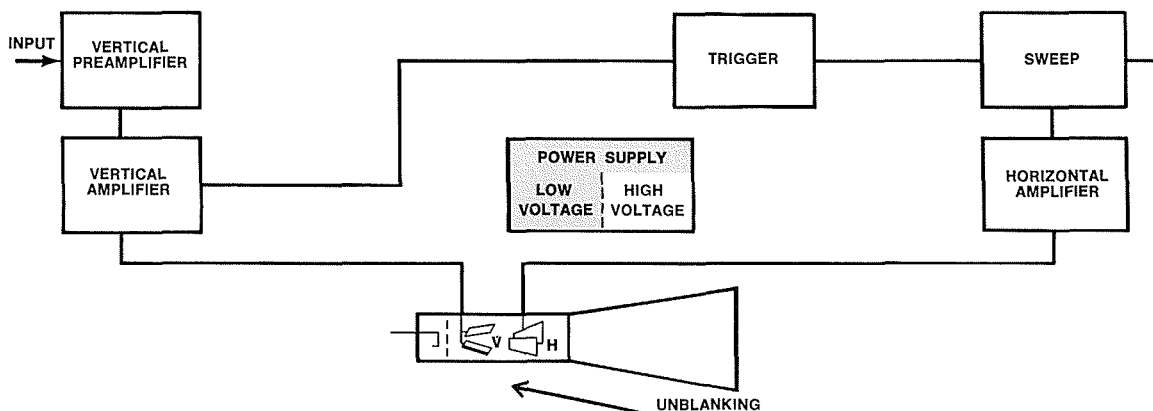 INPUT
VERTICAL
PREAMPLIFIER
TRIGGER
SWEEP
VERTICAL
AMPLIFIER
POWER SUPPLY
LOW
VOLTAGE
HIGH
VOLTAGE
HORIZONTAL
AMPLIFIER
V
H
UNBLANKING